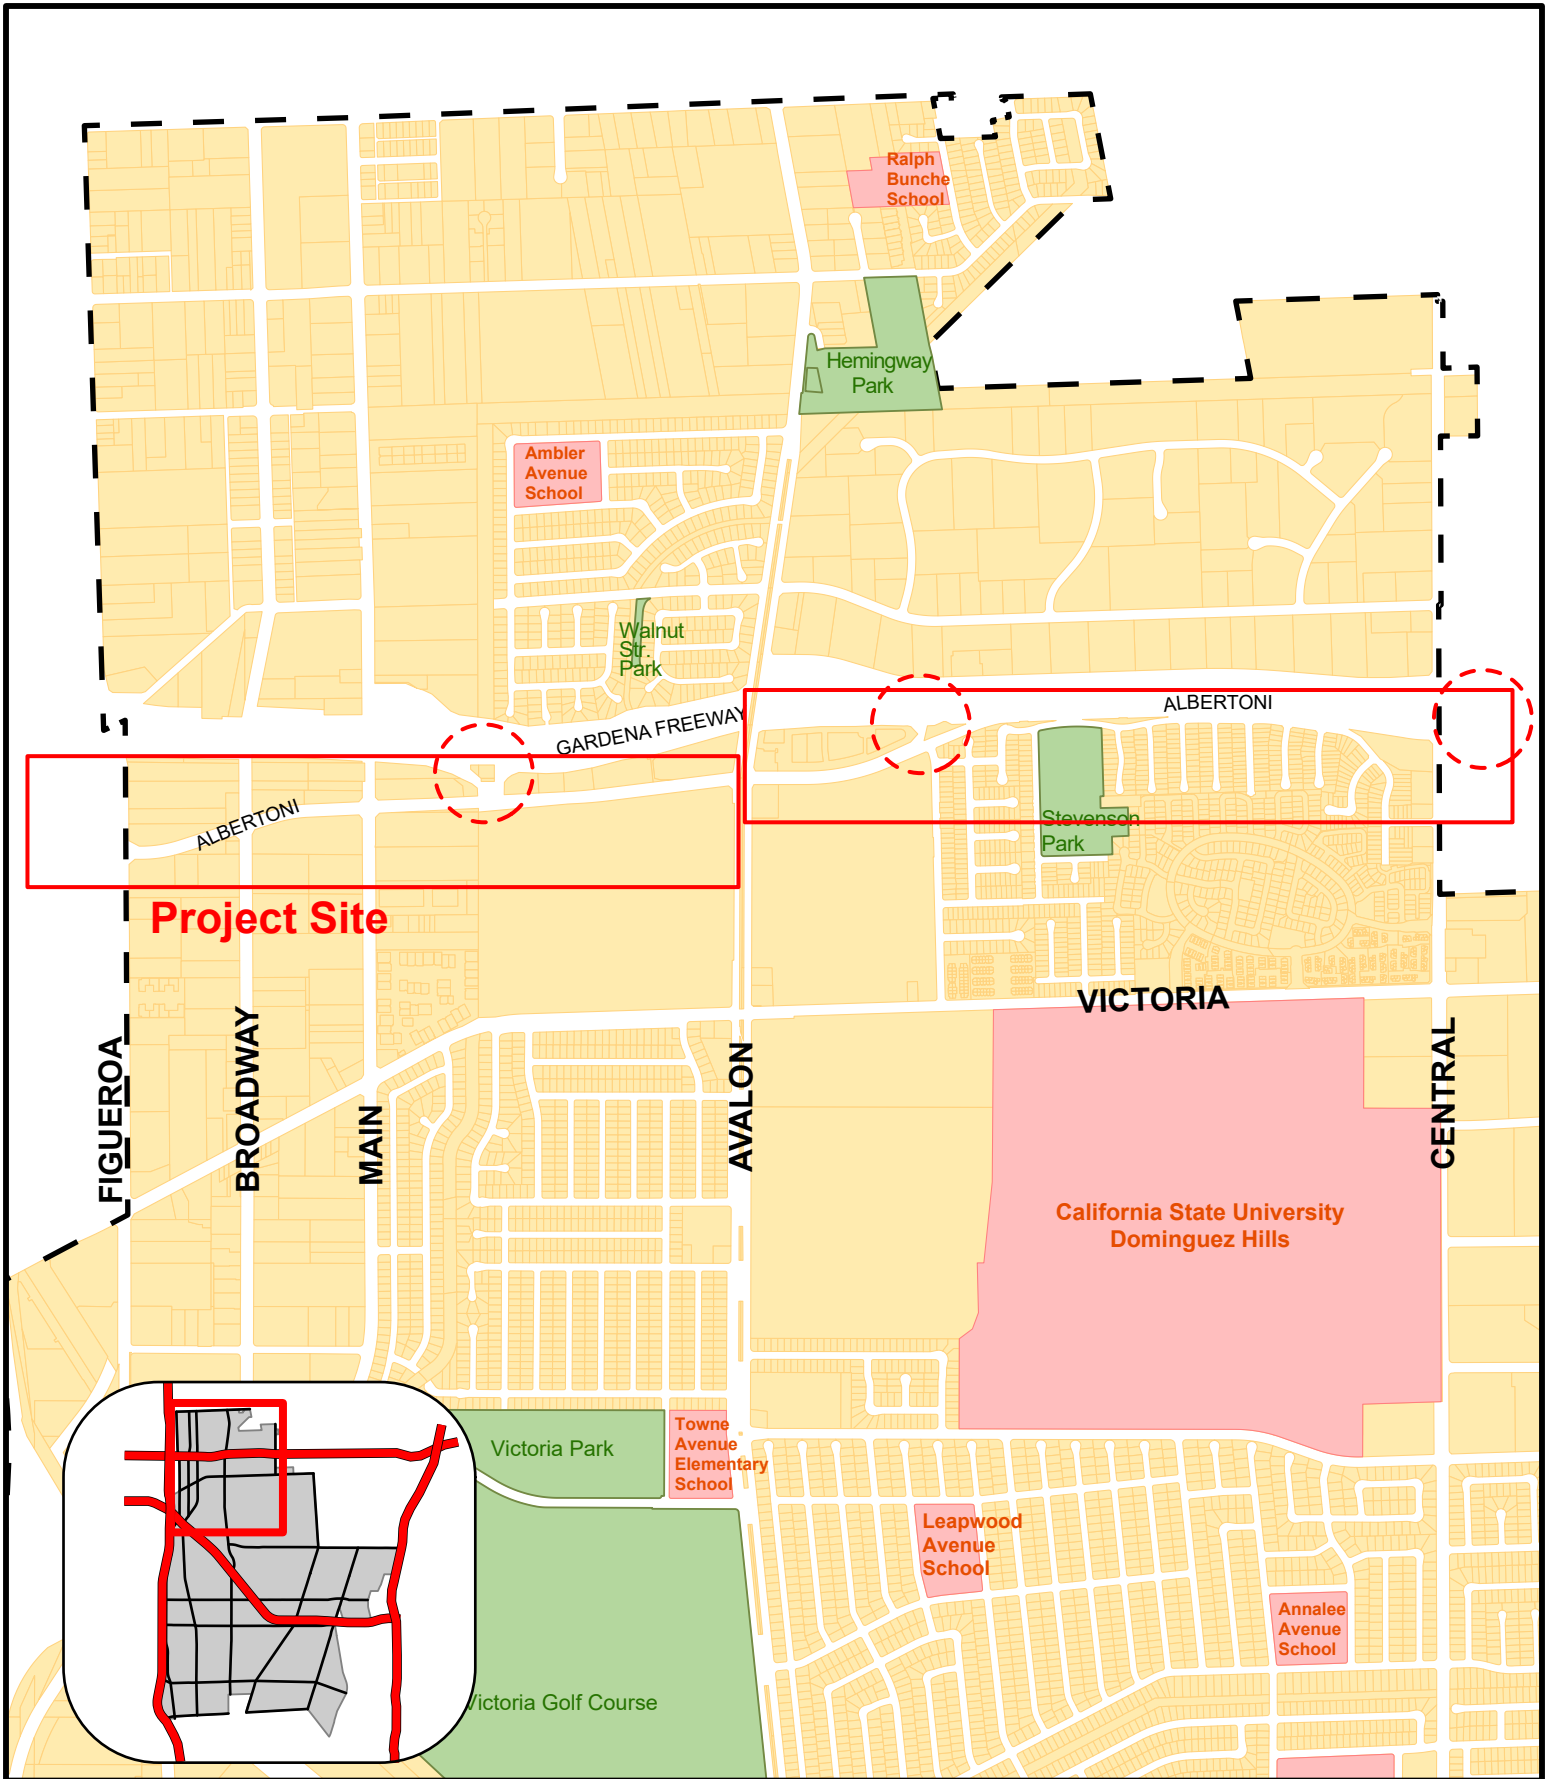 Ralph
Bunche
School
Hemingway
Park
Ambler
Avenue
School
Walnut
Str.
Park
GARDENA FREEWAY
ALBERTONI
ALBERTONI
Stevenson
Park
Project Site
VICTORIA
FIGUEROA
BROADWAY
MAIN
AVALON
CENTRAL
California State University
Dominguez Hills
Victoria Park
Towne
Avenue
Elementary
School
Leapwood
Avenue
School
Annalee
Avenue
School
Victoria Golf Course